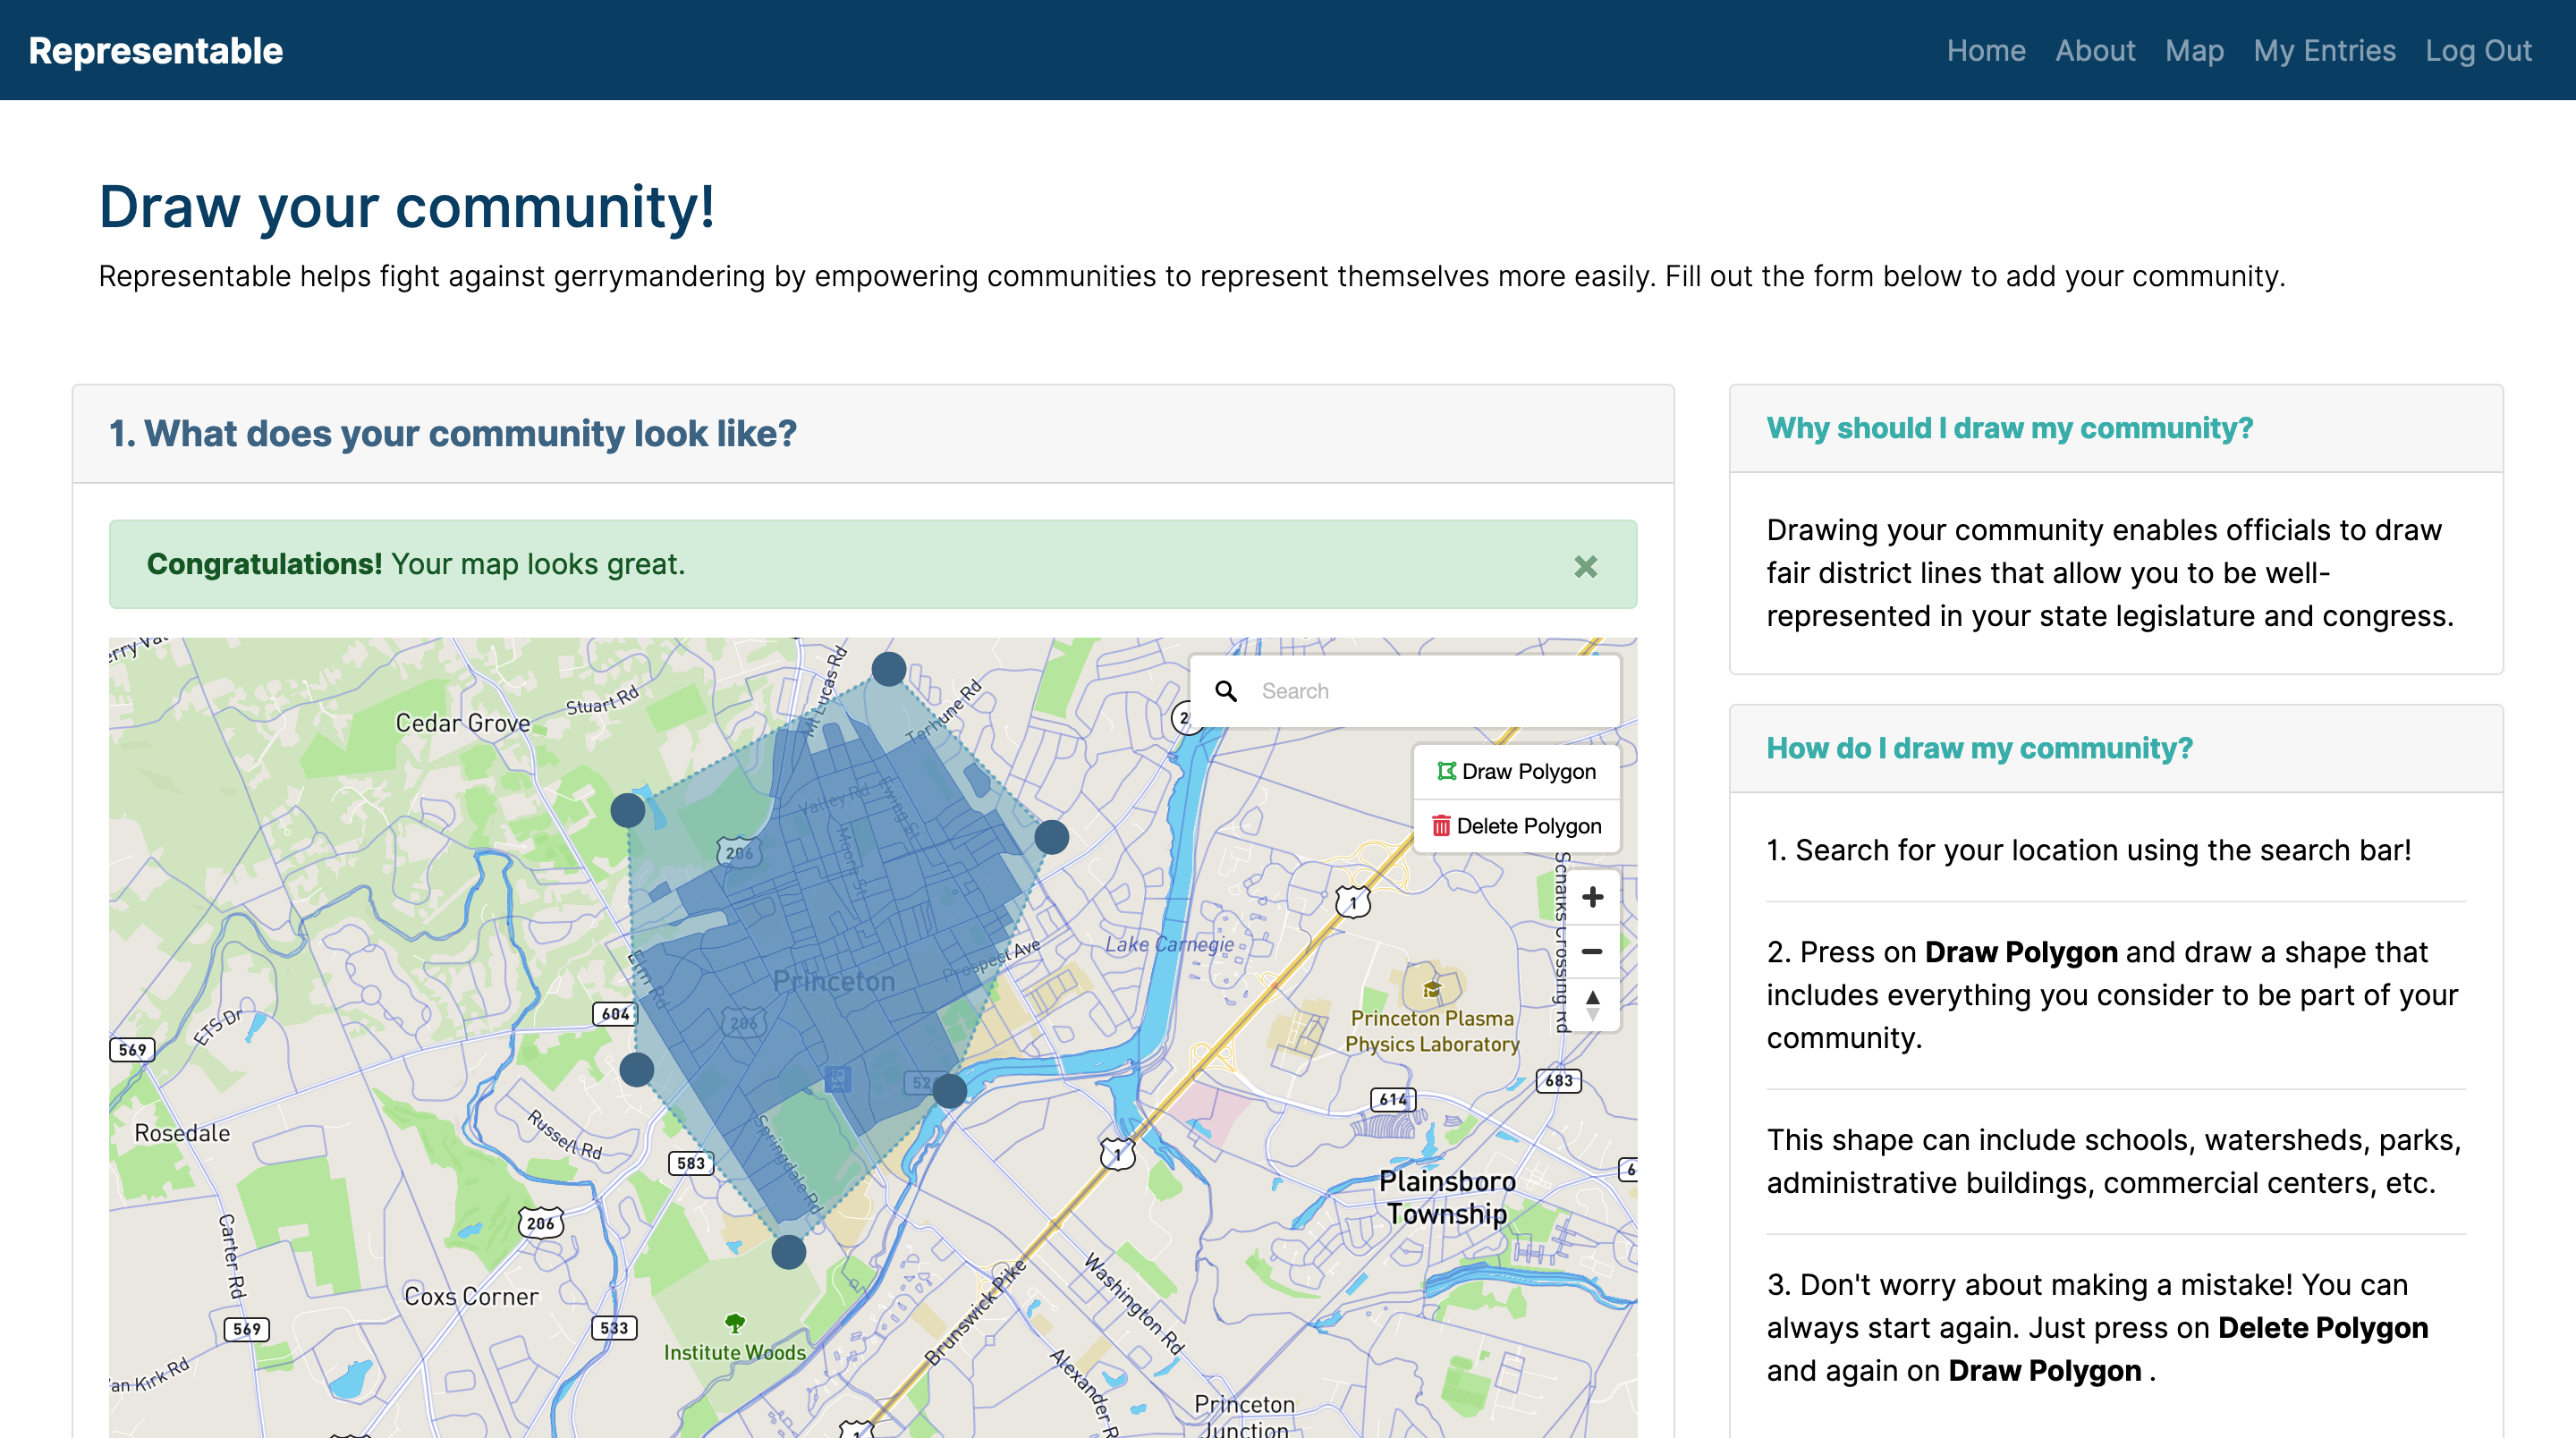 Representable
Home About Map My Entries Log Out
Draw your community!
Representable helps fight against gerrymandering by empowering communities to represent themselves more easily. Fill out the form below to add your community.
1. What does your community look like?
Congratulations! Your map looks great.
×
Search
Draw Polygon
Delete Polygon
Cedar Grove
Stuart Rd
Mt Lucas Rd
Terhune Rd
Valley Rd
Ewing St
Moore St
206
1
Schalks Crossing Rd
Lake Carnegie
Prospect Ave
Princeton
Elm Rd
206
604
ETS Dr
569
Princeton Plasma
Physics Laboratory
683
614
Rosedale
Russell Rd
583
Springdale Rd
1
Plainsboro
Township
206
Carter Rd
Coxs Corner
533
569
Institute Woods
Brunswick Pike
Washington Rd
Princeton
Junction
Why should I draw my community?
Drawing your community enables officials to draw
fair district lines that allow you to be well-
represented in your state legislature and congress.
How do I draw my community?
1. Search for your location using the search bar!
2. Press on Draw Polygon and draw a shape that
includes everything you consider to be part of your
community.
This shape can include schools, watersheds, parks,
administrative buildings, commercial centers, etc.
3. Don't worry about making a mistake! You can
always start again. Just press on Delete Polygon
and again on Draw Polygon .